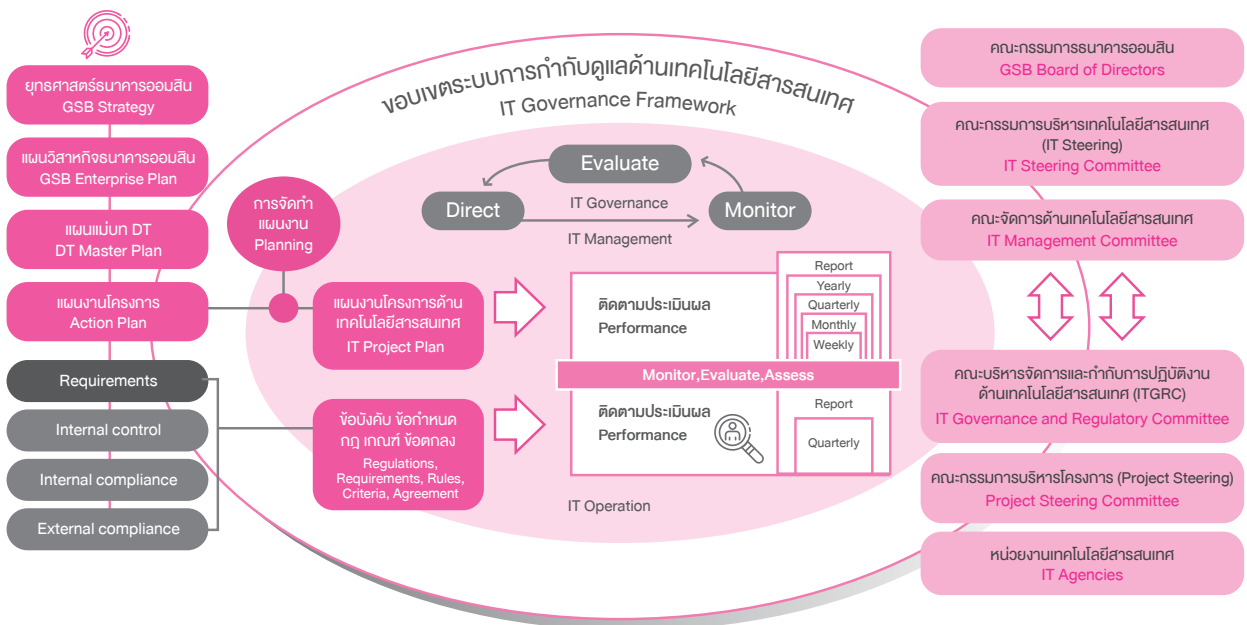 ยุทธศาสตร์ธนาคารออมสิน
GSB Strategy
แผนวิสาหกิจธนาคารออมสิน
GSB Enterprise Plan
แผนแม่บท DT
DT Master Plan
แผนงานโครงการ
Action Plan
Requirements
Internal control
Internal compliance
External compliance
ขอบเขตระบบการกำกับดูแลด้านเทคโนโลยีสารสนเทศ
IT Governance Framework
การจัดทำ
แผนงาน
Planning
Evaluate
Direct
IT Governance
Monitor
IT Management
แผนงานโครงการด้าน
เทคโนโลยีสารสนเทศ
IT Project Plan
ติดตามประเมินผล
Performance
Report
Yearly
Quarterly
Monthly
Weekly
Monitor,Evaluate,Assess
ข้อบังคับ ข้อกำหนด
กฎ เกณฑ์ ข้อตกลง
Regulations,
Requirements, Rules,
Criteria, Agreement
ติดตามประเมินผล
Performance
Report
Quarterly
IT Operation
คณะกรรมการธนาคารออมสิน
GSB Board of Directors
คณะกรรมการบริหารเทคโนโลยีสารสนเทศ
(IT Steering)
IT Steering Committee
คณะจัดการด้านเทคโนโลยีสารสนเทศ
IT Management Committee
คณะบริหารจัดการและกำกับการปฏิบัติงาน
ด้านเทคโนโลยีสารสนเทศ (ITGRC)
IT Governance and Regulatory Committee
คณะกรรมการบริหารโครงการ (Project Steering)
Project Steering Committee
หน่วยงานเทคโนโลยีสารสนเทศ
IT Agencies